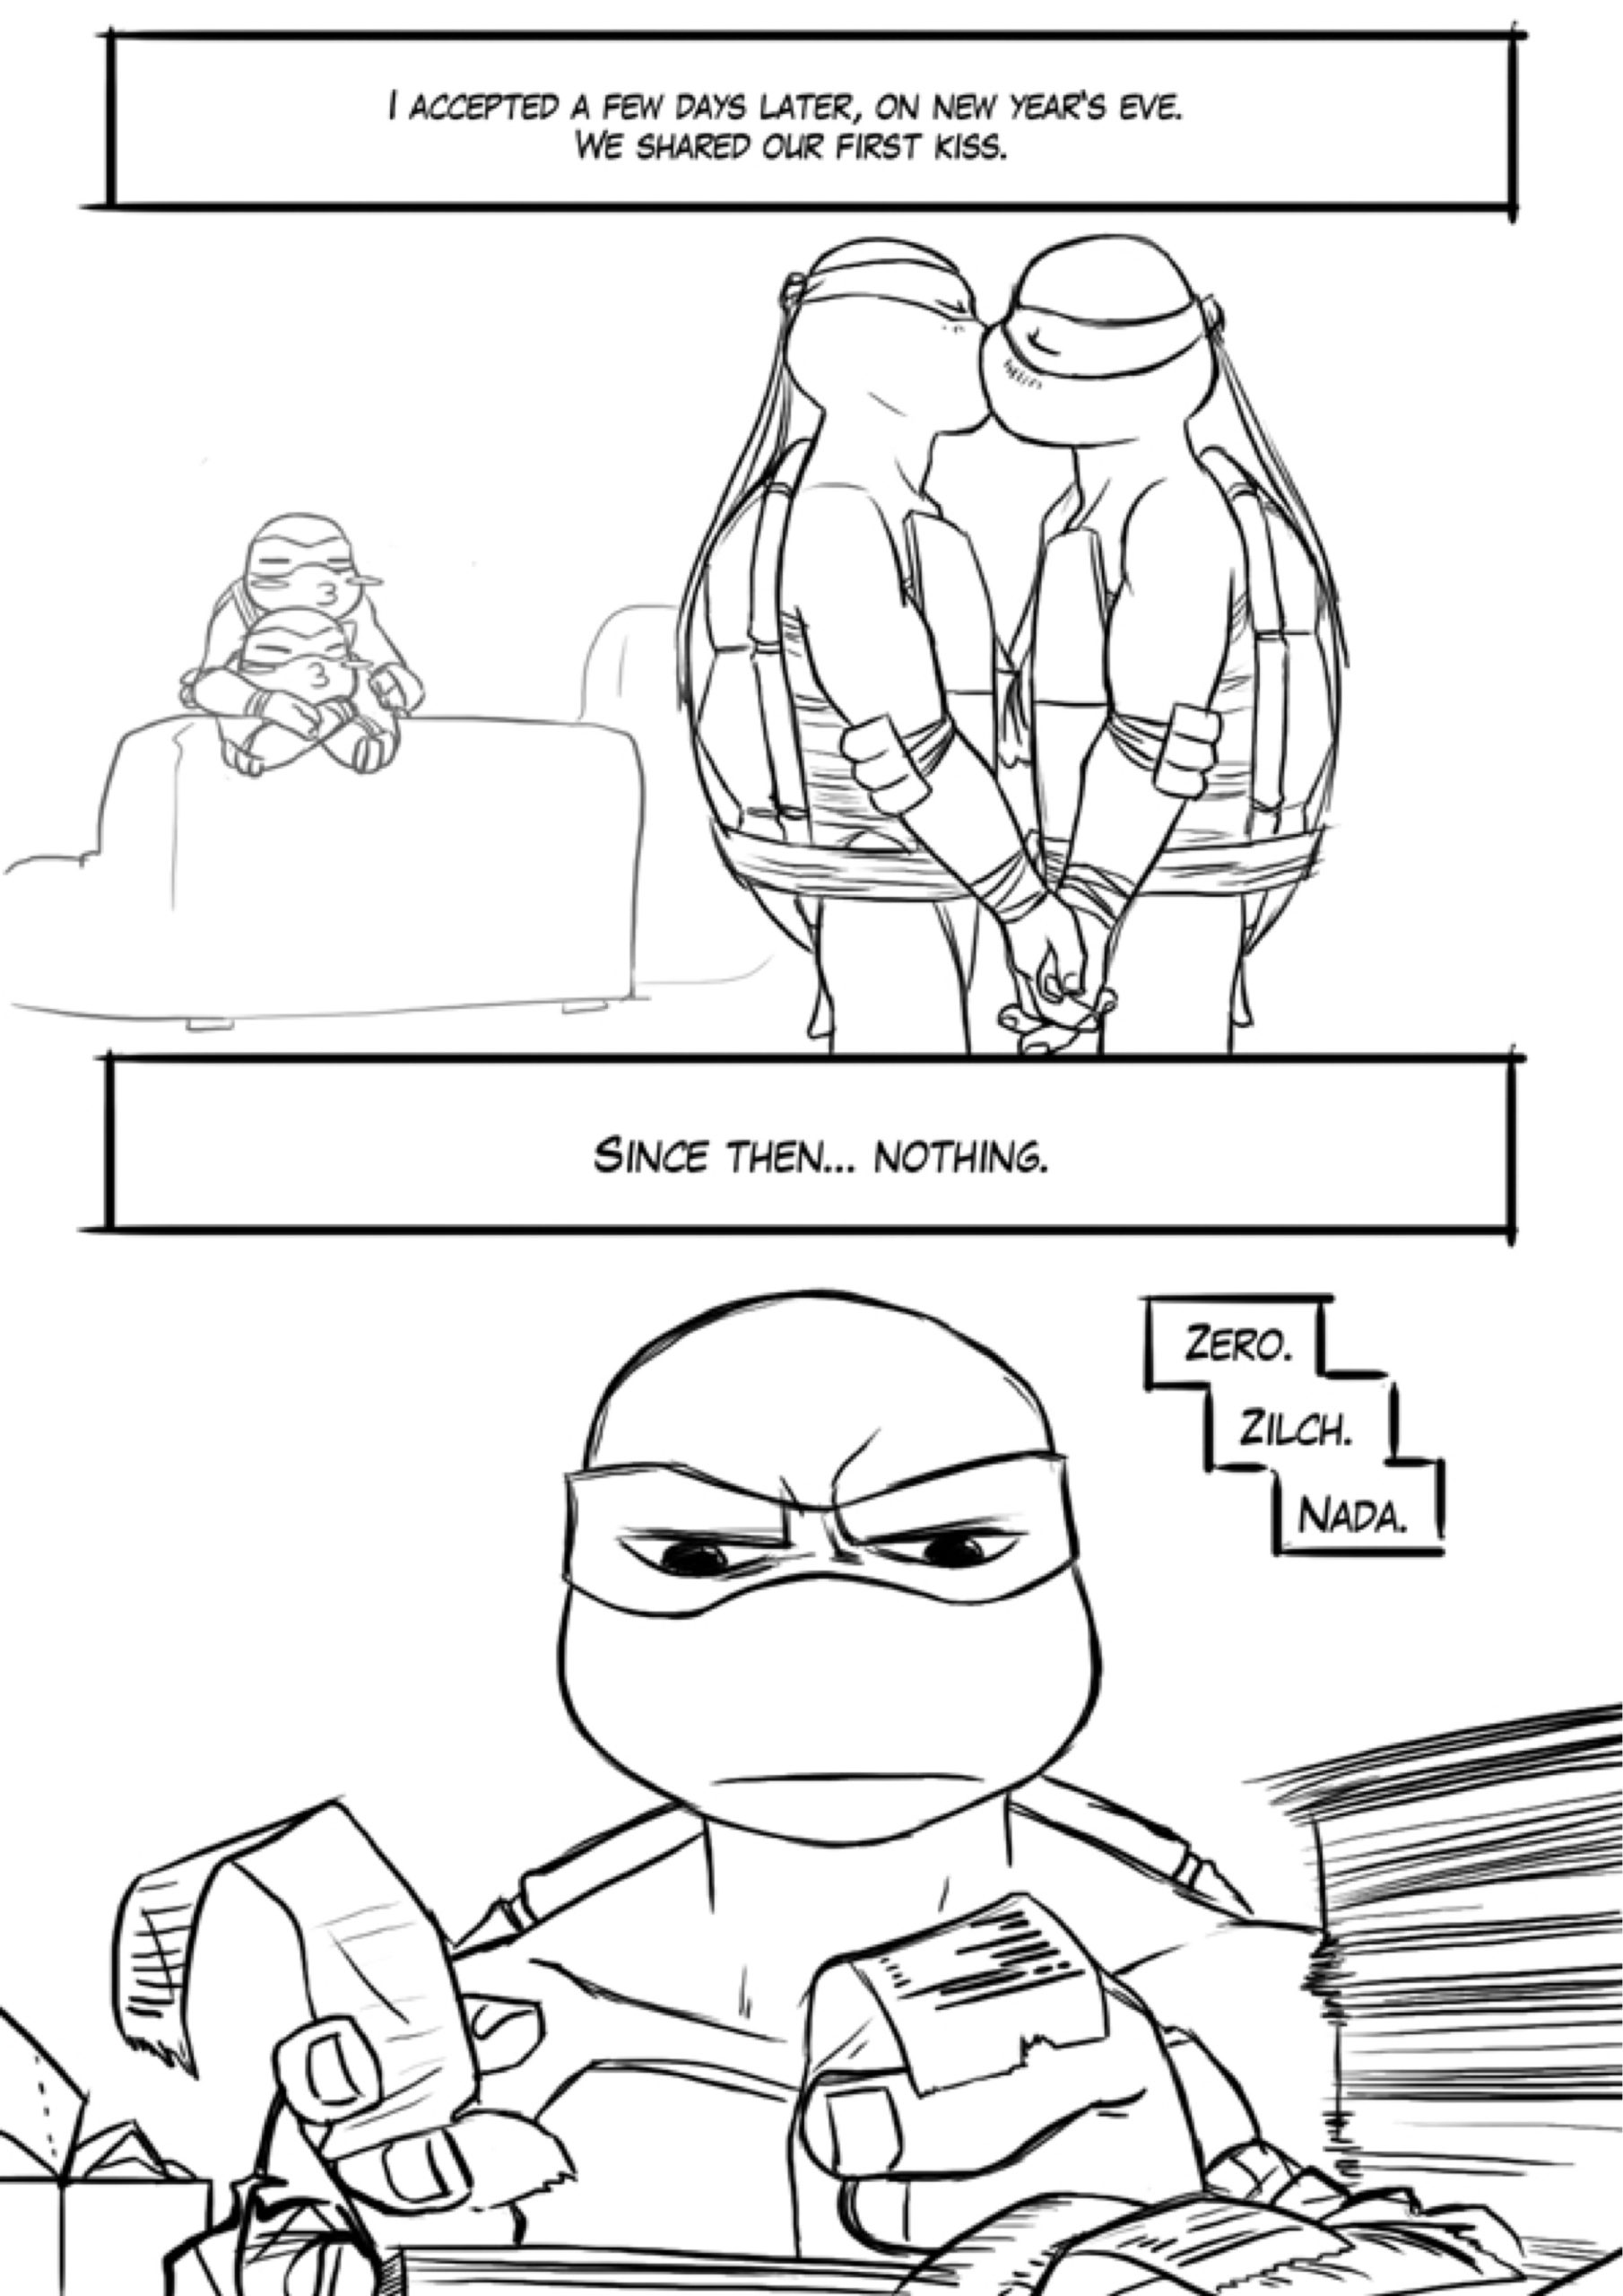 I ACCEPTED A FEW DAYS LATER, ON NEW YEAR'S EVE.
WE SHARED OUR FIRST KISS.
SINCE THEN... NOTHING.
ZERO.
ZILCH.
NADA.